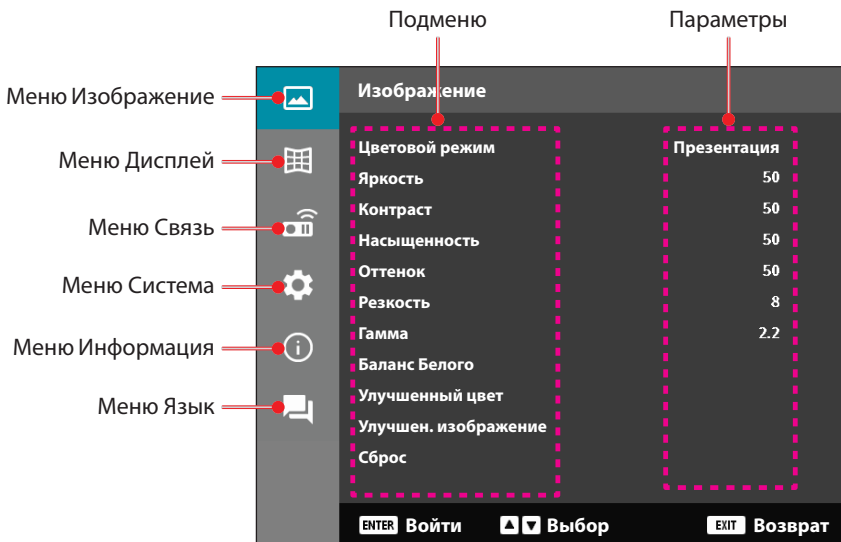 Подменю
Параметры
Меню Изображение
Меню Дисплей
Меню Связь
Меню Система
Меню Информация
Меню Язык
Изображение
Цветовой режим Презентация
Яркость 50
Контраст 50
Насыщенность 50
Оттенок 50
Резкость 8
Гамма 2.2
Баланс Белого
Улучшенный цвет
Улучшен. изображение
Сброс
ENTER Войти Выбор EXIT Возврат